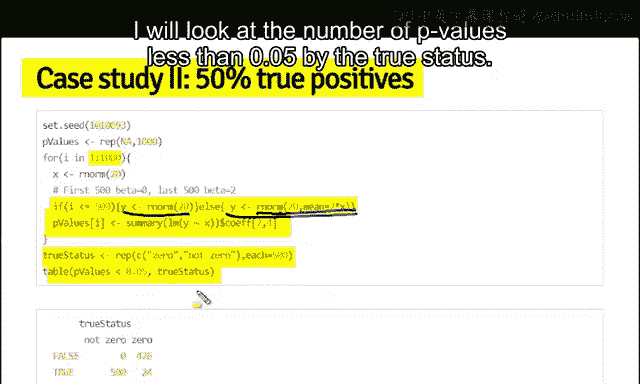 I will look at the number of p-values
less than 0.05 by the true status.
Case study II: 50% true positives
set.seed(1010093)
pValues <- rep(NA,1000)
for(i in 1:1000){
x <- rnorm(20)
# First 500 beta=0, last 500 beta=2
if(i <= 500){y <- rnorm(20)}else{ y <- rnorm(20,mean=2*x)}
pValues[i] <- summary(lm(y ~ x))$coeff[2,4]
}
trueStatus <- rep(c("zero","not zero"),each=500)
table(pValues < 0.05, trueStatus)
trueStatus
not zero zero
FALSE 0 476
TRUE 500 24